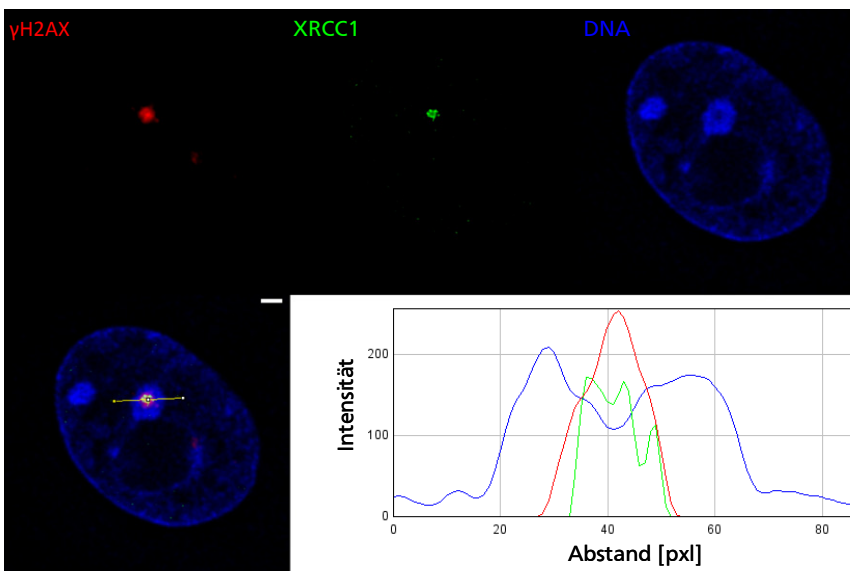 γH2AX
XRCC1
DNA
Intensität
200
100
0
0
20
40
60
80
Abstand [pxl]